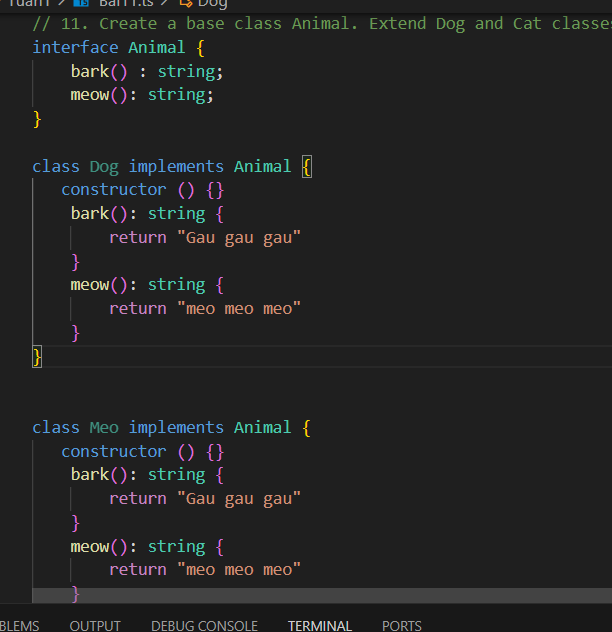 Tuan1 > TS Bai11.ts > Dog
// 11. Create a base class Animal. Extend Dog and Cat classes
interface Animal {
bark() : string;
meow(): string;
}
class Dog implements Animal {
constructor () {}
bark(): string {
return "Gau gau gau"
}
meow(): string {
return "meo meo meo"
}
}
class Meo implements Animal {
constructor () {}
bark(): string {
return "Gau gau gau"
}
meow(): string {
return "meo meo meo"
}
BLEMS OUTPUT DEBUG CONSOLE TERMINAL PORTS